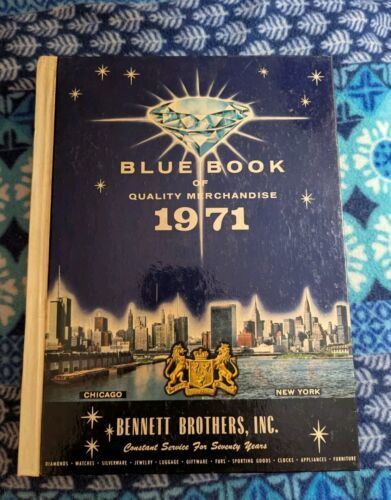 BLUE BOOK
OF
QUALITY MERCHANDISE
1971
CHICAGO
NEW YORK
BENNETT BROTHERS, INC.
Constant Service For Seventy Years
DIAMONDS • WATCHES • SILVERWARE • JEWELRY • LUGGAGE • GIFTWARE • FURS • SPORTING GOODS • CLOCKS • APPLIANCES • FURNITURE